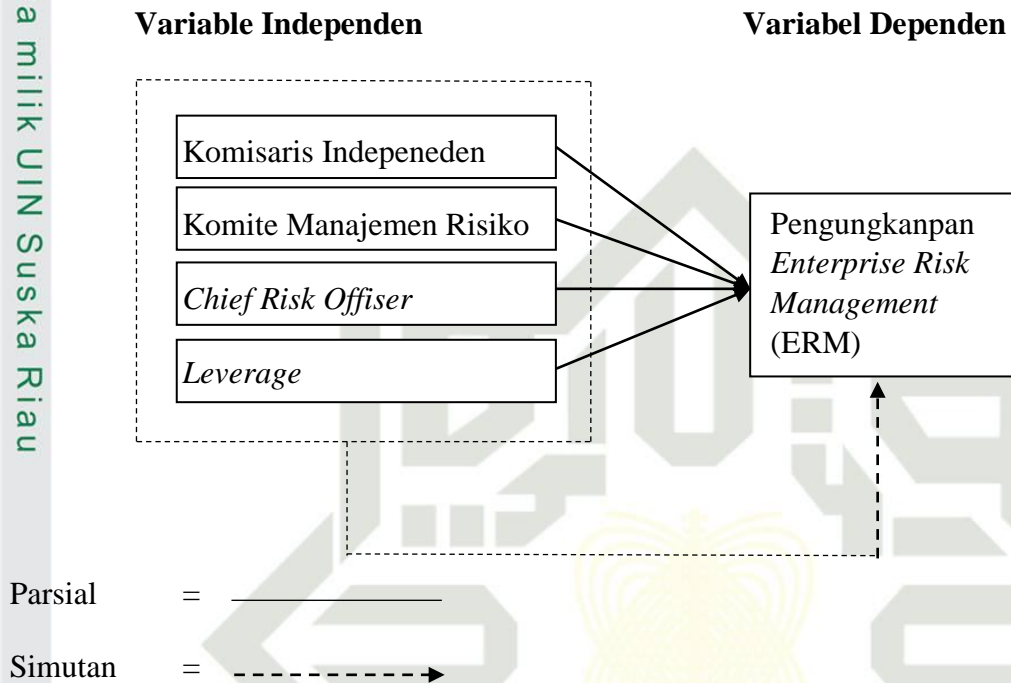 a milik UIN Suska Riau
Variable Independen
Variabel Dependen
Komisaris Indepeneden
Komite Manajemen Risiko
Chief Risk Offiser
Leverage
Pengungkanpan
Enterprise Risk
Management
(ERM)
Parsial =
Simutan =